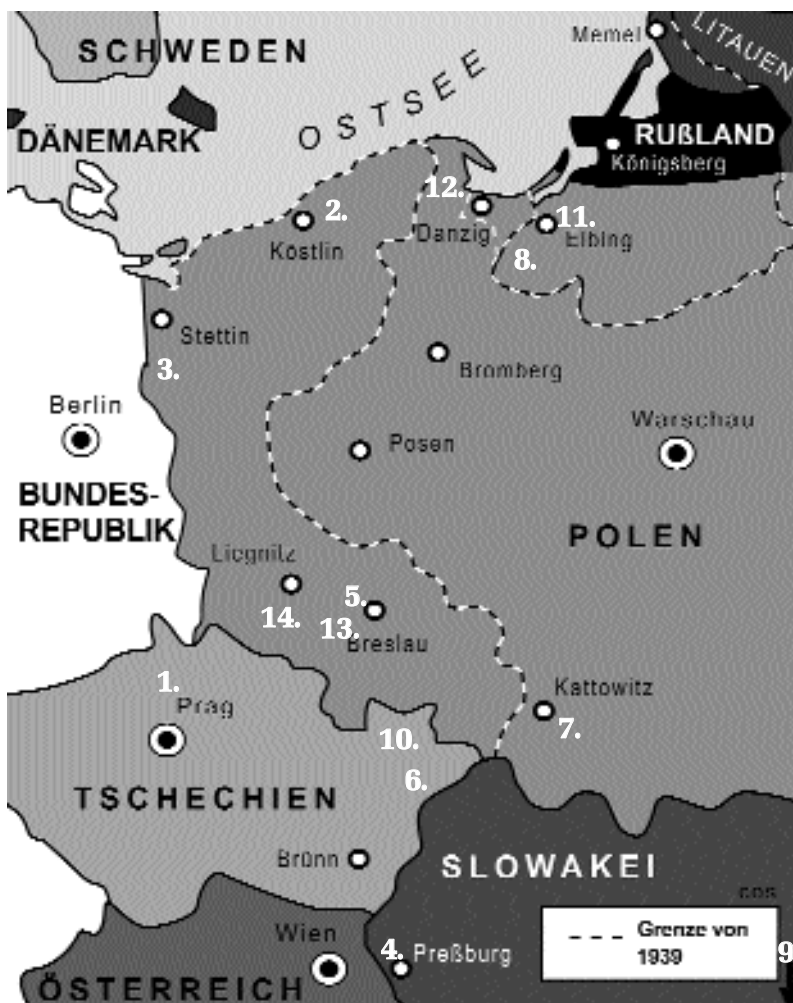 SCHWEDEN
Memel
LITAUEN
OSTSEE
DÄNEMARK
RUßLAND
Königsberg
12.
2.
11.
Danzig
Elbing
Köstlin
8.
Stettin
3.
Bromberg
Berlin
Warschau
Posen
BUNDES-
REPUBLIK
POLEN
Liegnitz
5.
14.
13.
Breslau
1.
Kattowitz
Prag
7.
10.
6.
TSCHECHIEN
Brünn
SLOWAKEI
cos
Grenze von
1939
Wien
4.
Preßburg
9
ÖSTERREICH